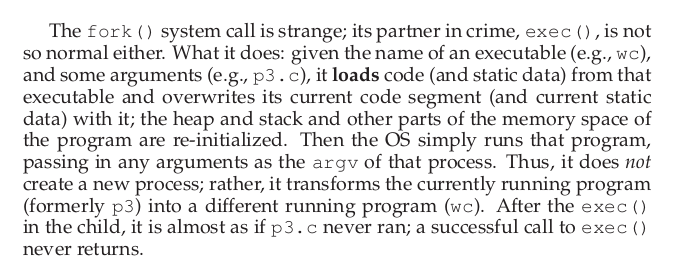 The fork() system call is strange; its partner in crime, exec(), is not
so normal either. What it does: given the name of an executable (e.g., wc),
and some arguments (e.g., p3.c), it loads code (and static data) from that
executable and overwrites its current code segment (and current static
data) with it; the heap and stack and other parts of the memory space of
the program are re-initialized. Then the OS simply runs that program,
passing in any arguments as the argv of that process. Thus, it does not
create a new process; rather, it transforms the currently running program
(formerly p3) into a different running program (wc). After the exec()
in the child, it is almost as if p3.c never ran; a successful call to exec()
never returns.